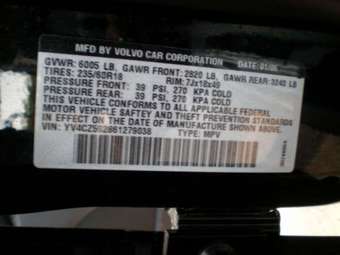 MFD BY VOLVO CAR CORPORATION DATE 01/06
GVWR: 6005 LB, GAWR FRONT: 2820 LB, GAWR REAR: 3243 LB
TIRES: 235/60R18 RIM: 7Jx18x49
PRESSURE FRONT: 39 PSI, 270 KPA COLD
PRESSURE REAR: 39 PSI, 270 KPA COLD
THIS VEHICLE CONFORMS TO ALL APPLICABLE FEDERAL
MOTOR VEHICLE SAFTEY AND THEFT PREVENTION STANDARDS
IN EFFECT ON THE DATE OF MANUFACTURE SHOWN ABOVE.
VIN: TYPE: MPV